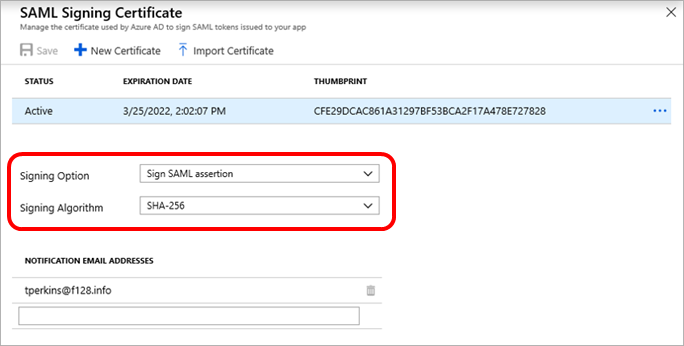 SAML Signing Certificate
Manage the certificate used by Azure AD to sign SAML tokens issued to your app
Save New Certificate Import Certificate
STATUS EXPIRATION DATE THUMBPRINT
Active 3/25/2022, 2:02:07 PM CFE29DCAC861A31297BF53BCA2F17A478E727828
Signing Option Sign SAML assertion
Signing Algorithm SHA-256
NOTIFICATION EMAIL ADDRESSES
tperkins@f128.info